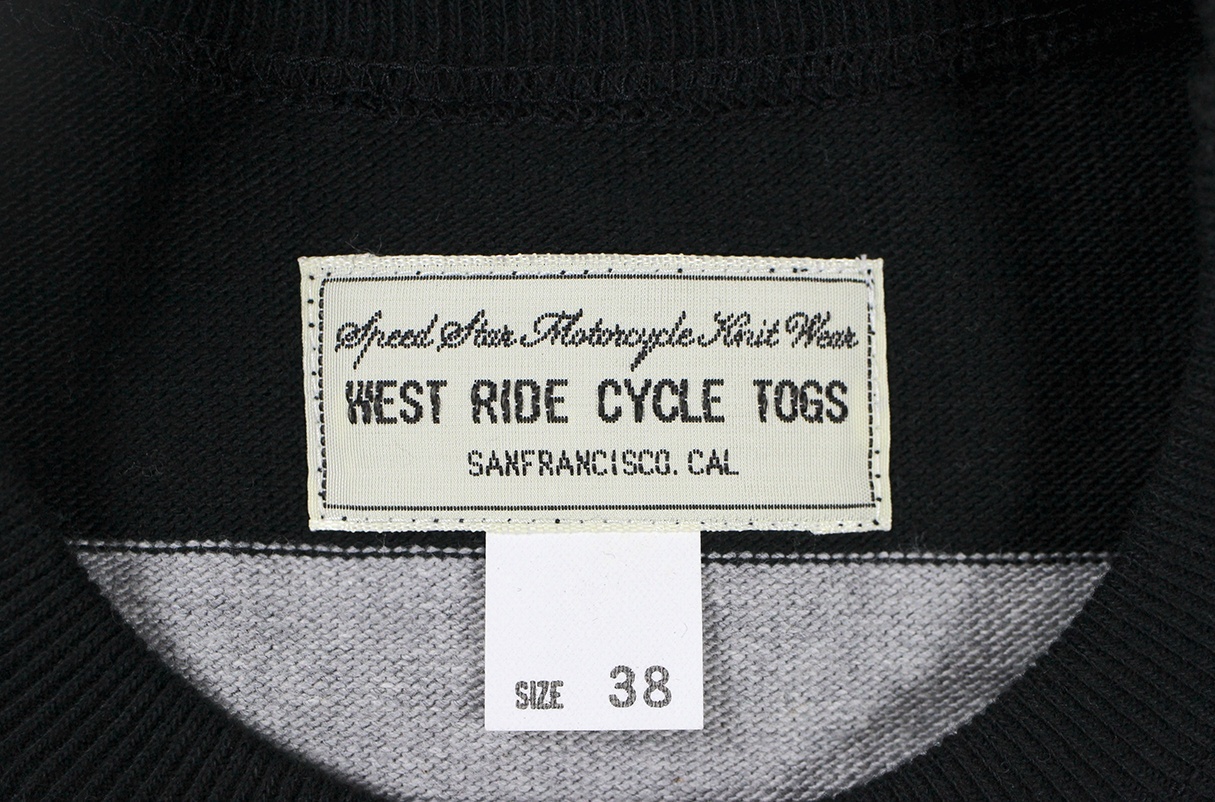 Speed Star Motorcycle Knit Wear
WEST RIDE CYCLE TOGS
SANFRANCISCO. CAL
SIZE 38